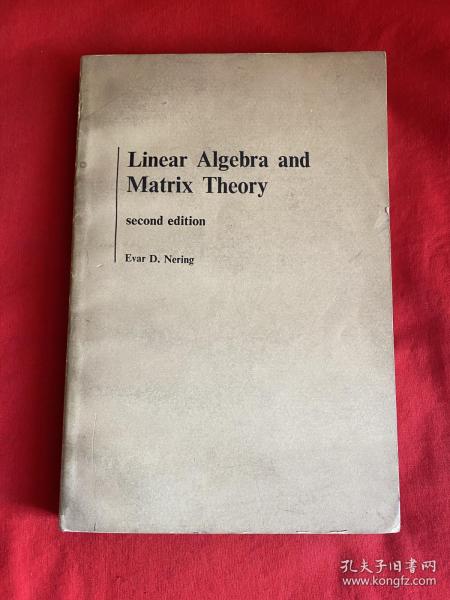 Linear Algebra and
Matrix Theory
second edition
Evar D. Nering
孔夫子旧书网
www.kongfz.com